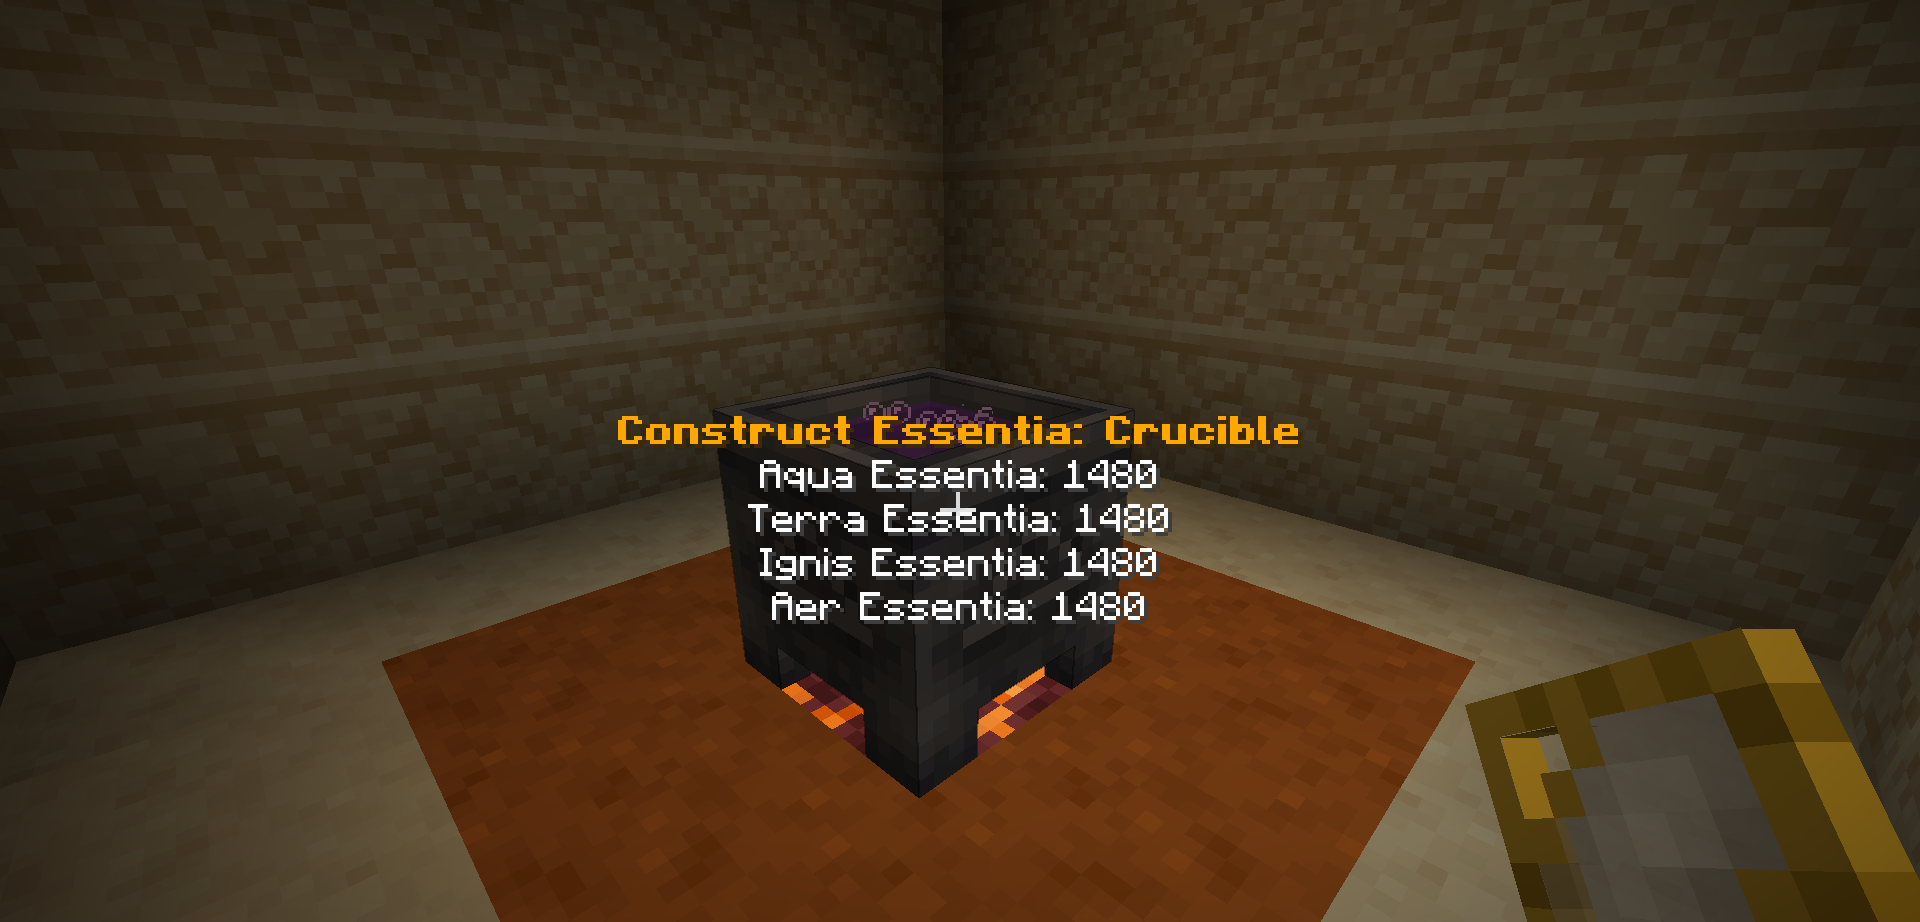 Construct Essentia: Crucible
Aqua Essentia: 1480
Terra Essentia: 1480
Ignis Essentia: 1480
Aer Essentia: 1480